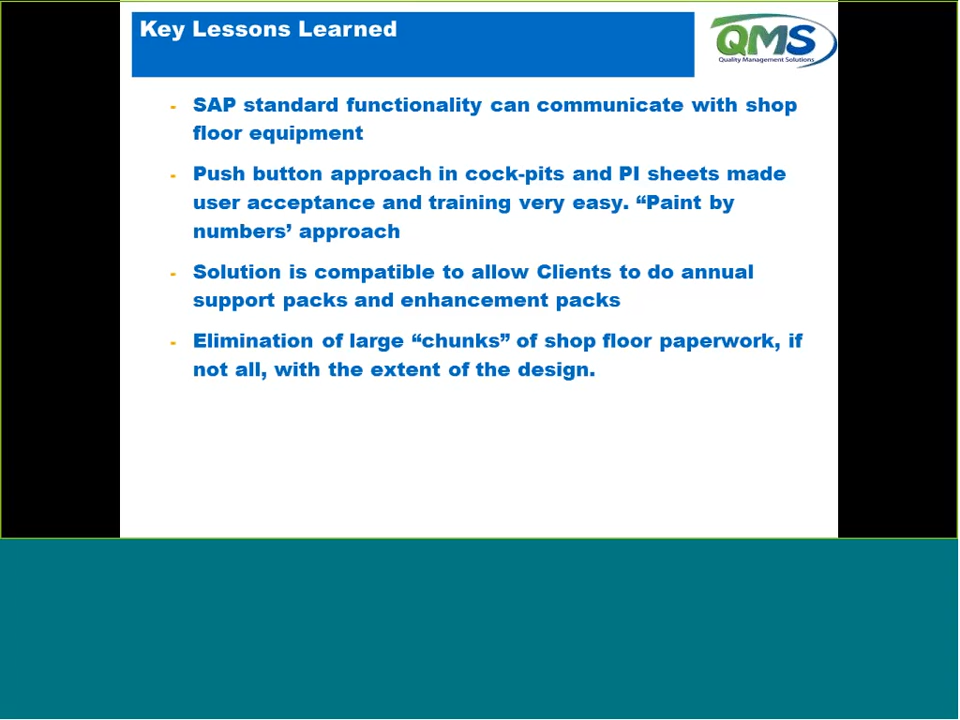 Key Lessons Learned
QMS
Quality Management Solutions
- SAP standard functionality can communicate with shop
floor equipment
- Push button approach in cock-pits and PI sheets made
user acceptance and training very easy. “Paint by
numbers’ approach
- Solution is compatible to allow Clients to do annual
support packs and enhancement packs
- Elimination of large “chunks” of shop floor paperwork, if
not all, with the extent of the design.